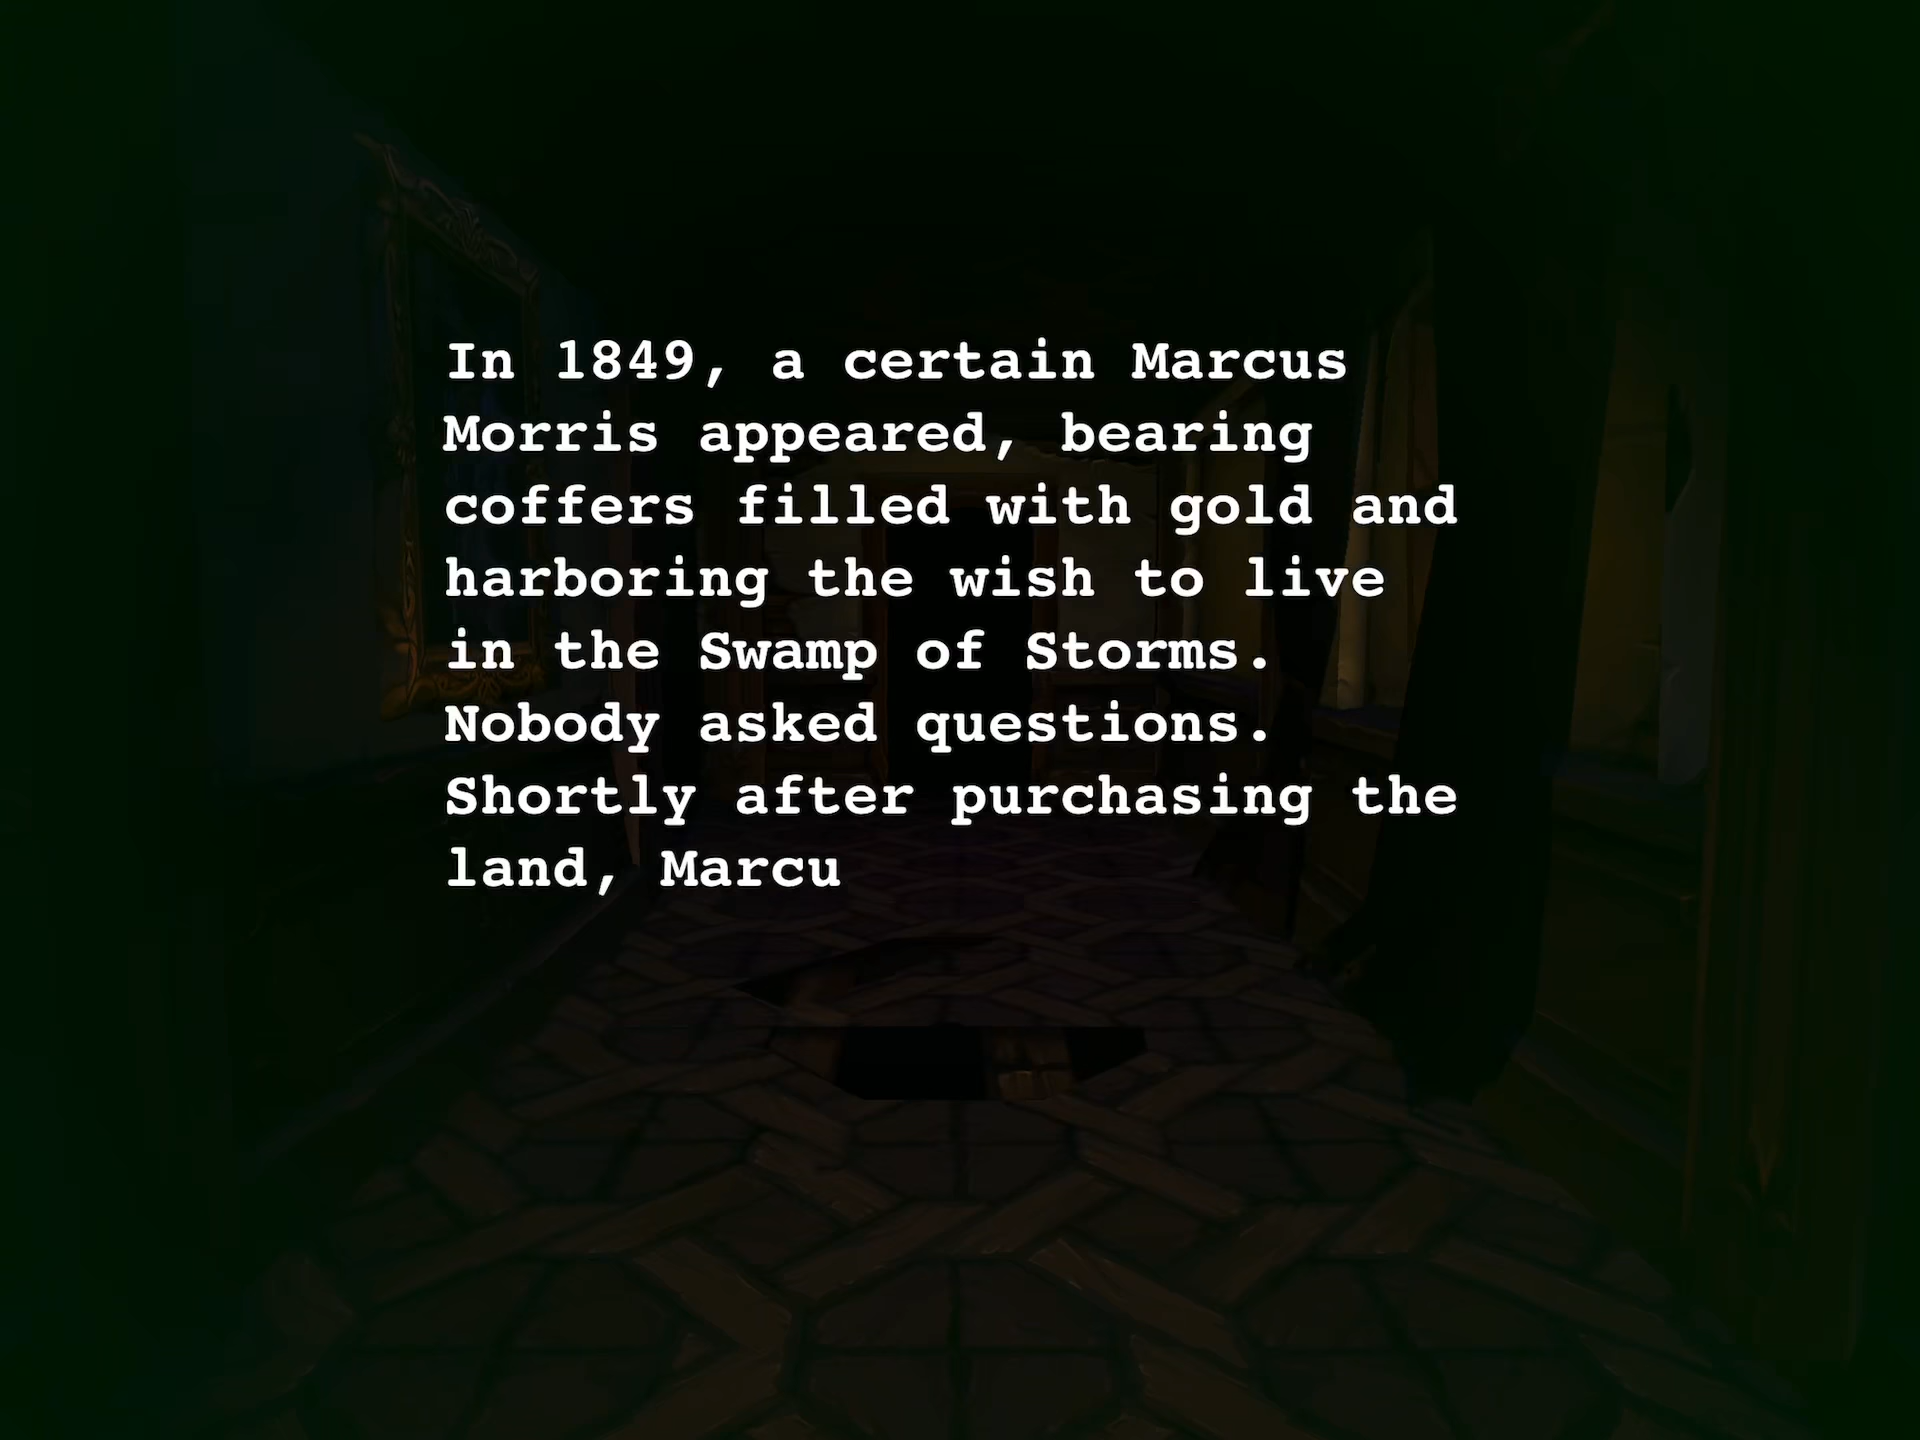 In 1849, a certain Marcus
Morris appeared, bearing
coffers filled with gold and
harboring the wish to live
in the Swamp of Storms.
Nobody asked questions.
Shortly after purchasing the
land, Marcu